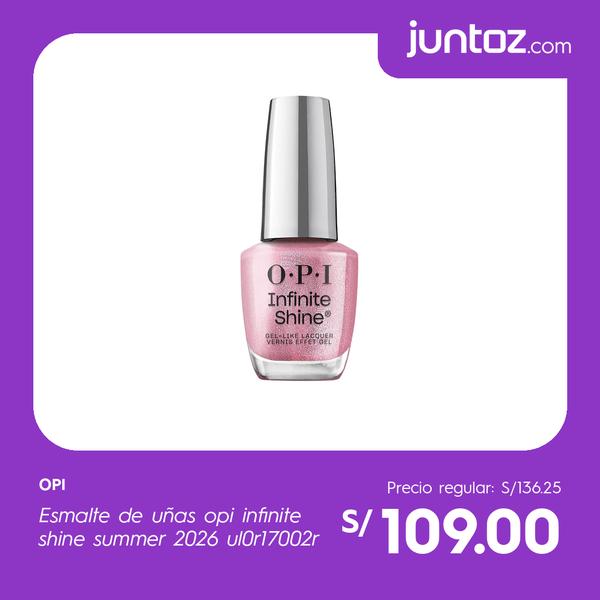 juntoz.com
O·P·I
Infinite
Shine®
GEL-LIKE LACQUER
VERNIS EFFET GEL
OPI
Esmalte de uñas opi infinite
shine summer 2026 ul0r17002r
Precio regular: S/136.25
S/109.00